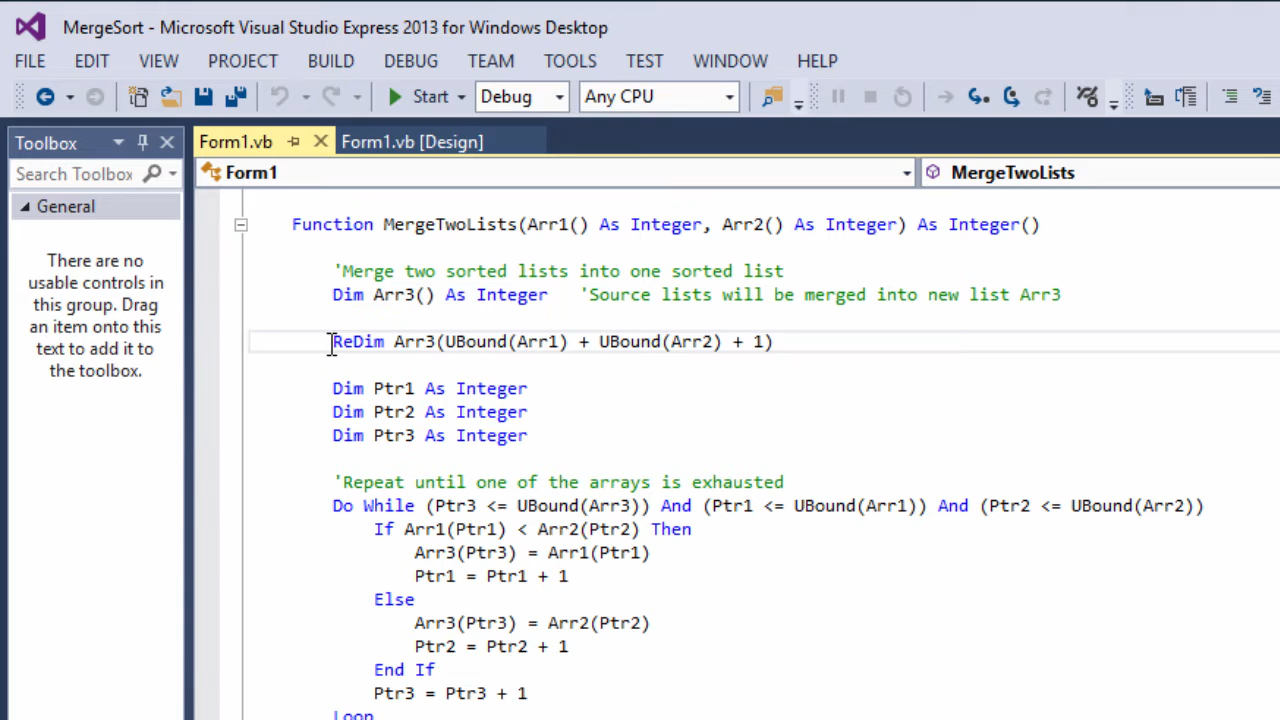 MergeSort - Microsoft Visual Studio Express 2013 for Windows Desktop
FILE EDIT VIEW PROJECT BUILD DEBUG TEAM TOOLS TEST WINDOW HELP
Start Debug Any CPU
Toolbox
Form1.vb Form1.vb [Design]
Search Toolbox
Form1 MergeTwoLists
General
There are no
usable controls in
this group. Drag
an item onto this
text to add it to
the toolbox.
Function MergeTwoLists(Arr1() As Integer, Arr2() As Integer) As Integer()
'Merge two sorted lists into one sorted list
Dim Arr3() As Integer 'Source lists will be merged into new list Arr3
ReDim Arr3(UBound(Arr1) + UBound(Arr2) + 1)
Dim Ptr1 As Integer
Dim Ptr2 As Integer
Dim Ptr3 As Integer
'Repeat until one of the arrays is exhausted
Do While (Ptr3 <= UBound(Arr3)) And (Ptr1 <= UBound(Arr1)) And (Ptr2 <= UBound(Arr2))
If Arr1(Ptr1) < Arr2(Ptr2) Then
Arr3(Ptr3) = Arr1(Ptr1)
Ptr1 = Ptr1 + 1
Else
Arr3(Ptr3) = Arr2(Ptr2)
Ptr2 = Ptr2 + 1
End If
Ptr3 = Ptr3 + 1
Loop